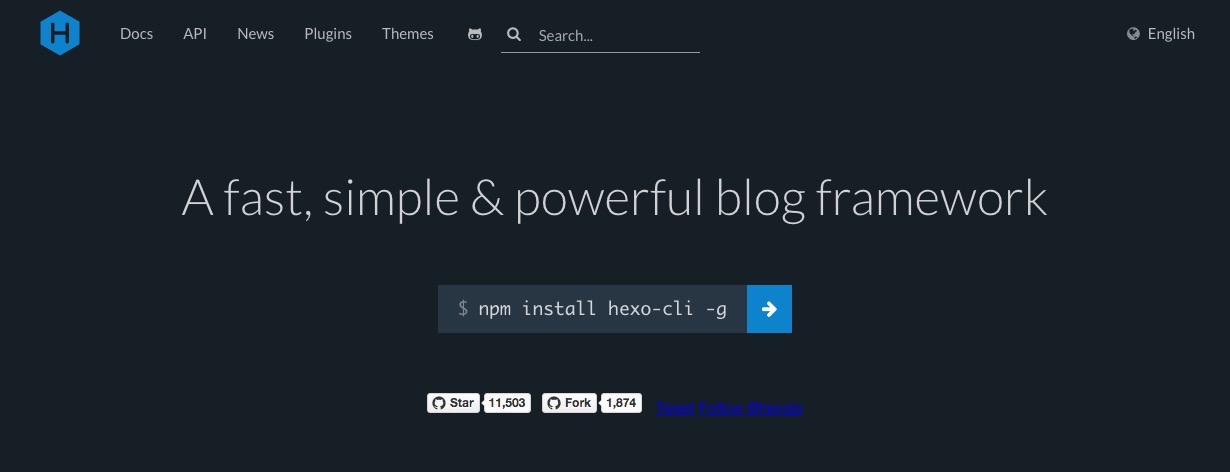 H
Docs API News Plugins Themes Search... English
A fast, simple & powerful blog framework
$ npm install hexo-cli -g
Star 11,503 Fork 1,874 Tweet Follow @hexojs